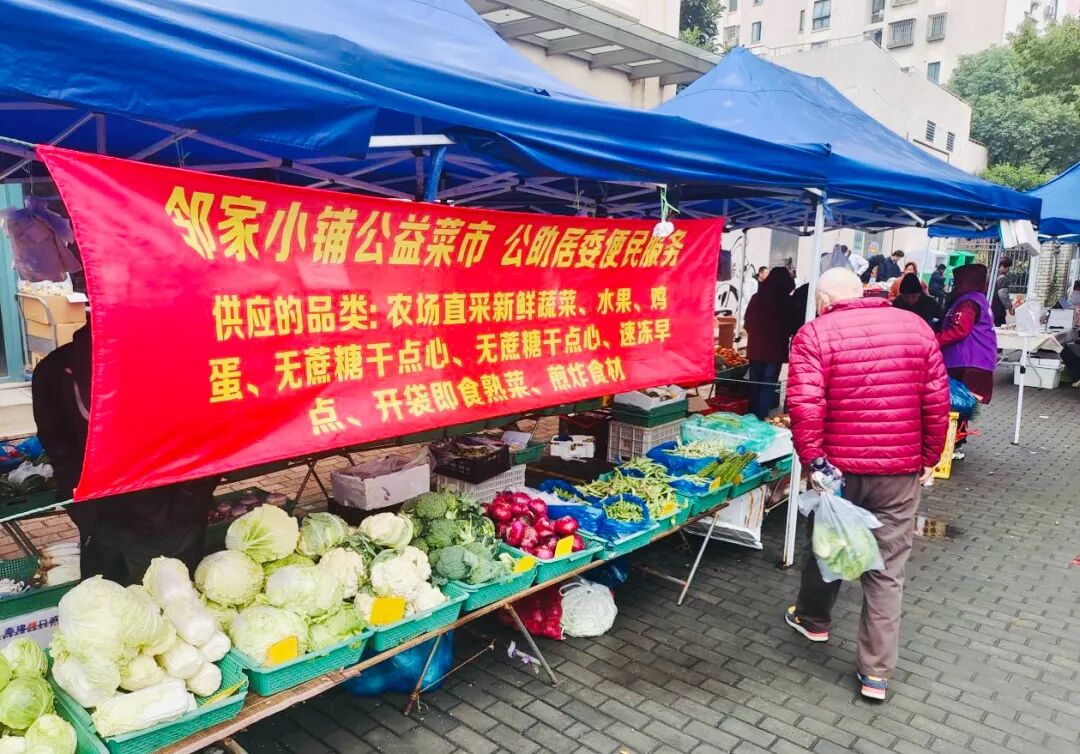 邻家小铺公益菜市 公助居委便民服务
供应的品类:农场直采新鲜蔬菜、水果、鸡
蛋、无蔗糖干点心、无蔗糖干点心、速冻早
点、开袋即食熟菜、煎炸食材